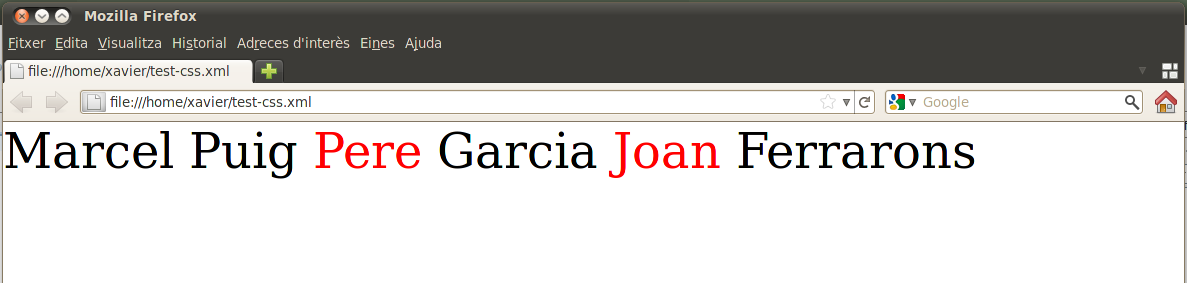 Mozilla Firefox
Fitxer Edita Visualitza Historial Adreces d'interès Eines Ajuda
file:///home/xavier/test-css.xml
file:///home/xavier/test-css.xml Google
Marcel Puig Pere Garcia Joan Ferrarons